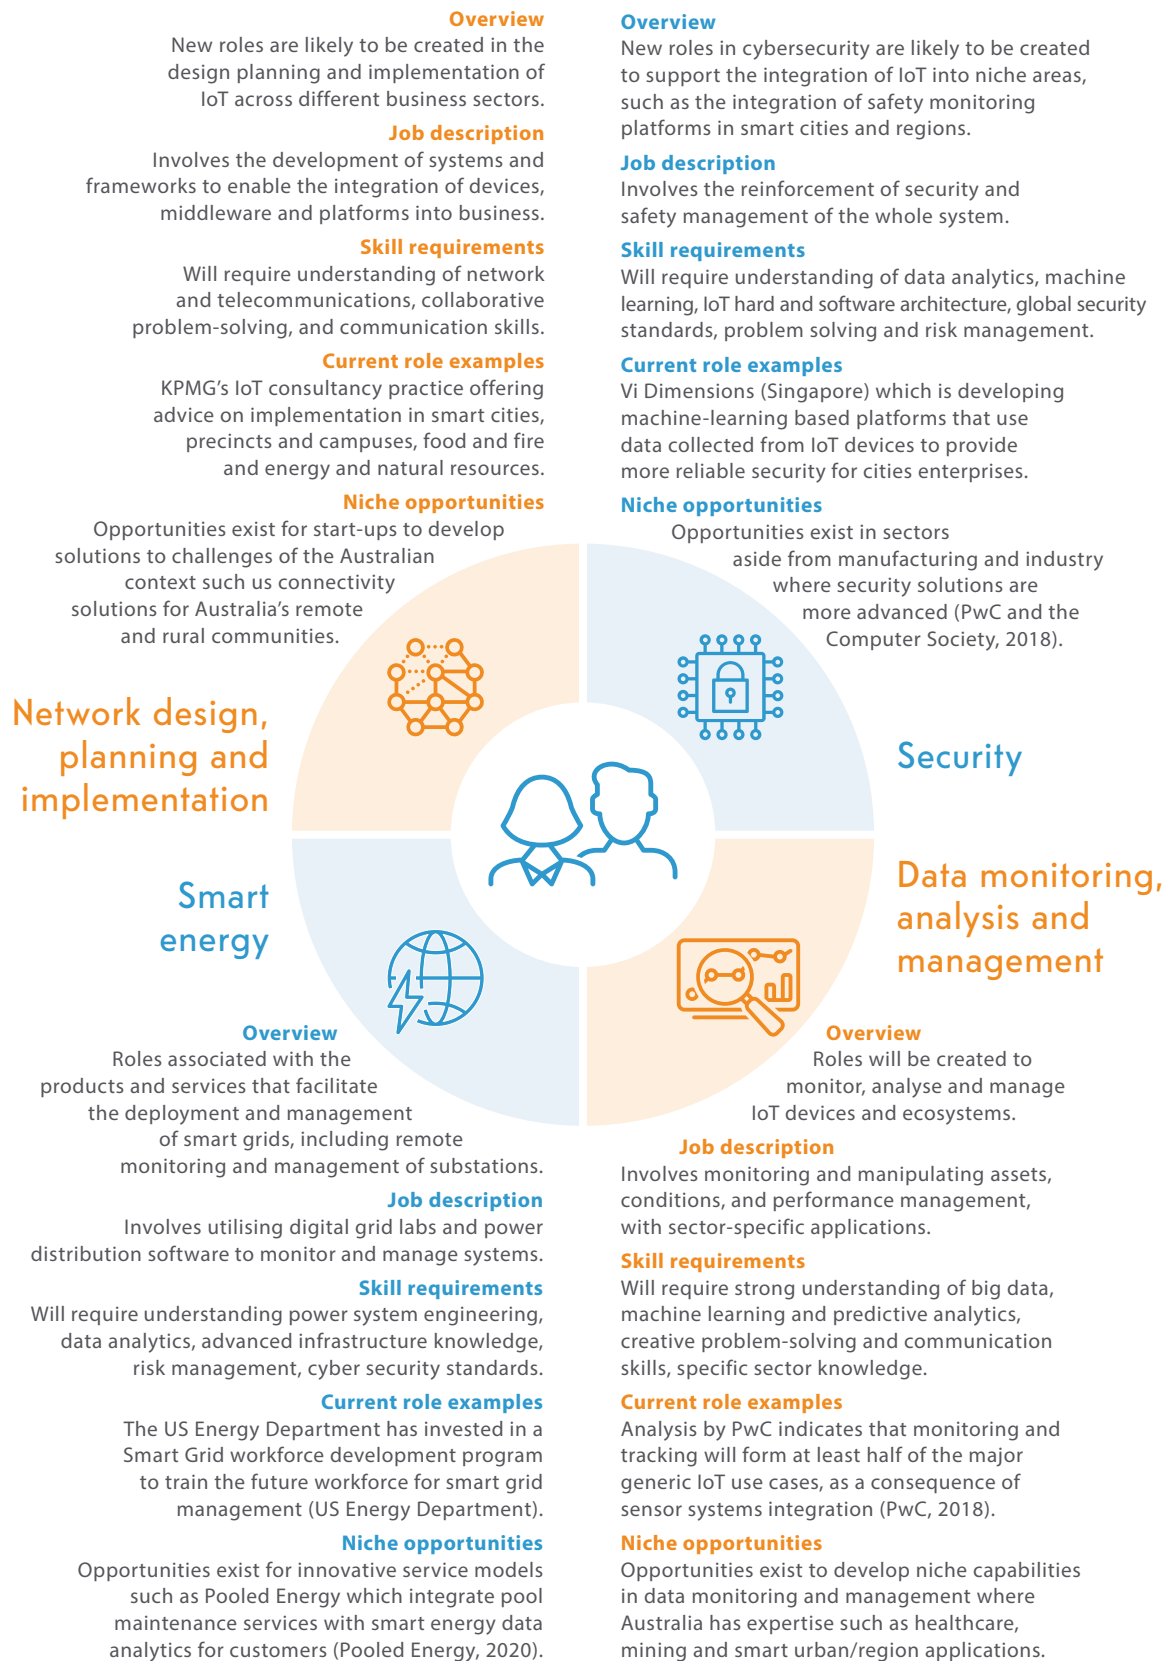 Overview
New roles are likely to be created in the
design planning and implementation of
IoT across different business sectors.
Job description
Involves the development of systems and
frameworks to enable the integration of devices,
middleware and platforms into business.
Skill requirements
Will require understanding of network
and telecommunications, collaborative
problem-solving, and communication skills.
Current role examples
KPMG's IoT consultancy practice offering
advice on implementation in smart cities,
precincts and campuses, food and fire
and energy and natural resources.
Niche opportunities
Opportunities exist for start-ups to develop
solutions to challenges of the Australian
context such us connectivity
solutions for Australia's remote
and rural communities.
Network design,
planning and
implementation
Overview
New roles in cybersecurity are likely to be created
to support the integration of IoT into niche areas,
such as the integration of safety monitoring
platforms in smart cities and regions.
Job description
Involves the reinforcement of security and
safety management of the whole system.
Skill requirements
Will require understanding of data analytics, machine
learning, IoT hard and software architecture, global security
standards, problem solving and risk management.
Current role examples
Vi Dimensions (Singapore) which is developing
machine-learning based platforms that use
data collected from IoT devices to provide
more reliable security for cities enterprises.
Niche opportunities
Opportunities exist in sectors
aside from manufacturing and industry
where security solutions are
more advanced (PwC and the
Computer Society, 2018).
Security
Smart
energy
Overview
Roles associated with the
products and services that facilitate
the deployment and management
of smart grids, including remote
monitoring and management of substations.
Job description
Involves utilising digital grid labs and power
distribution software to monitor and manage systems.
Skill requirements
Will require understanding power system engineering,
data analytics, advanced infrastructure knowledge,
risk management, cyber security standards.
Current role examples
The US Energy Department has invested in a
Smart Grid workforce development program
to train the future workforce for smart grid
management (US Energy Department).
Niche opportunities
Opportunities exist for innovative service models
such as Pooled Energy which integrate pool
maintenance services with smart energy data
analytics for customers (Pooled Energy, 2020).
Data monitoring,
analysis and
management
Overview
Roles will be created to
monitor, analyse and manage
IoT devices and ecosystems.
Job description
Involves monitoring and manipulating assets,
conditions, and performance management,
with sector-specific applications.
Skill requirements
Will require strong understanding of big data,
machine learning and predictive analytics,
creative problem-solving and communication
skills, specific sector knowledge.
Current role examples
Analysis by PwC indicates that monitoring and
tracking will form at least half of the major
generic IoT use cases, as a consequence of
sensor systems integration (PwC, 2018).
Niche opportunities
Opportunities exist to develop niche capabilities
in data monitoring and management where
Australia has expertise such as healthcare,
mining and smart urban/region applications.